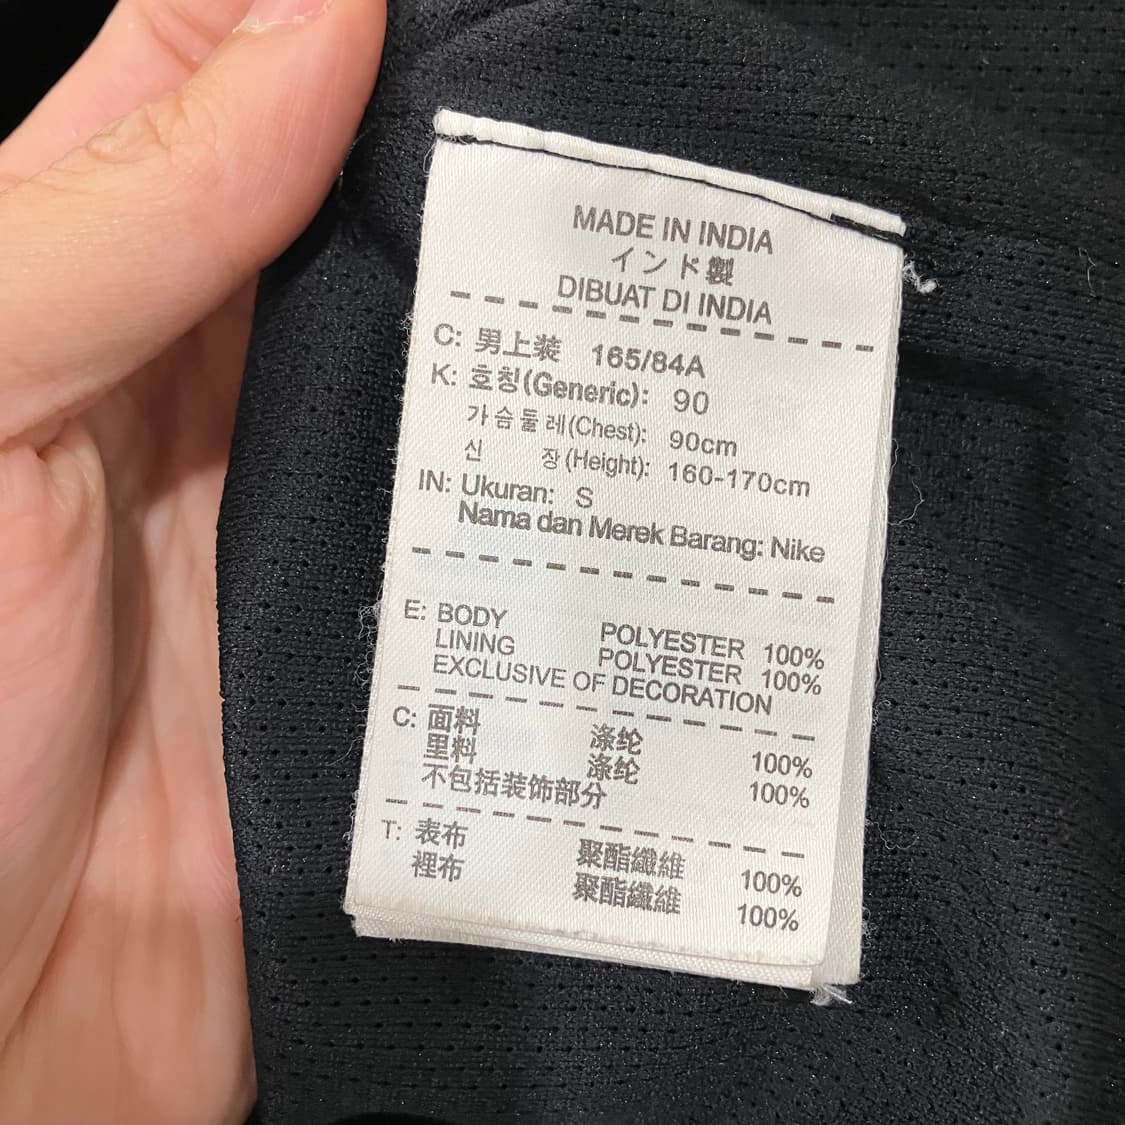 MADE IN INDIA
インド製
DIBUAT DI INDIA
C: 男上装 165/84A
K: 호칭(Generic): 90
가슴둘레(Chest): 90cm
신 장(Height): 160-170cm
IN: Ukuran: S
Nama dan Merek Barang: Nike
E: BODY POLYESTER 100%
LINING POLYESTER 100%
EXCLUSIVE OF DECORATION
C: 面料 涤纶 100%
里料 涤纶 100%
不包括装饰部分
T: 表布 聚酯纖維 100%
裡布 聚酯纖維 100%